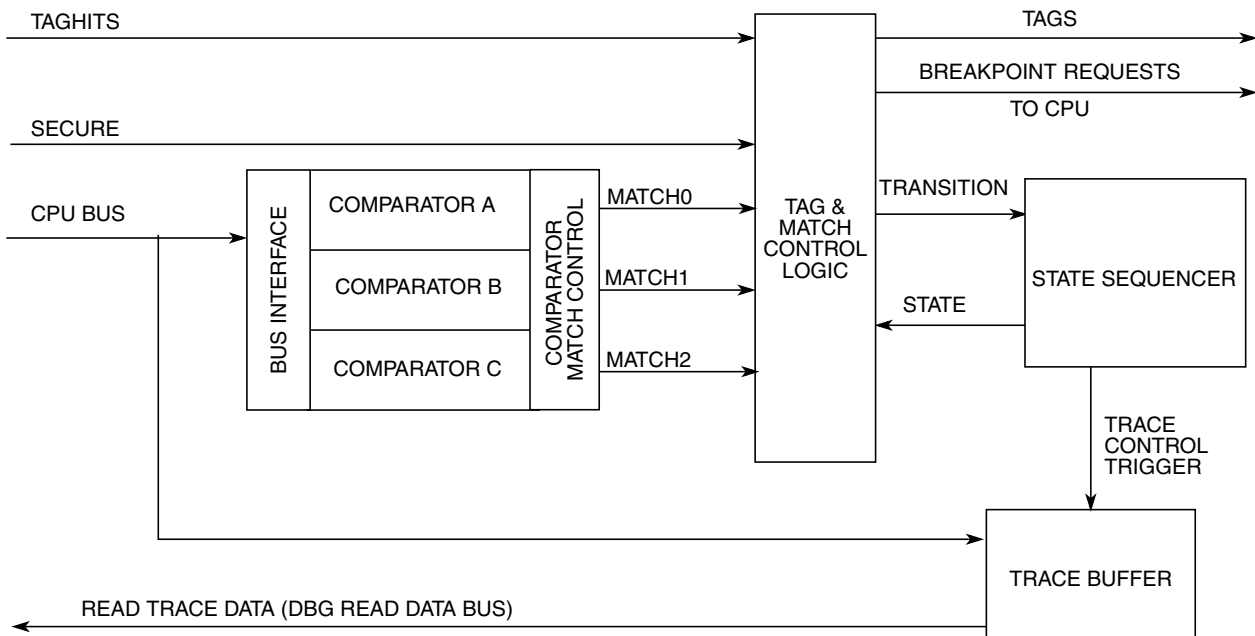 TAGHITS
TAGS
BREAKPOINT REQUESTS
TO CPU
SECURE
CPU BUS
BUS INTERFACE
COMPARATOR A
COMPARATOR B
COMPARATOR C
COMPARATOR
MATCH CONTROL
MATCH0
MATCH1
MATCH2
TAG &
MATCH
CONTROL
LOGIC
TRANSITION
STATE
STATE SEQUENCER
TRACE
CONTROL
TRIGGER
TRACE BUFFER
READ TRACE DATA (DBG READ DATA BUS)